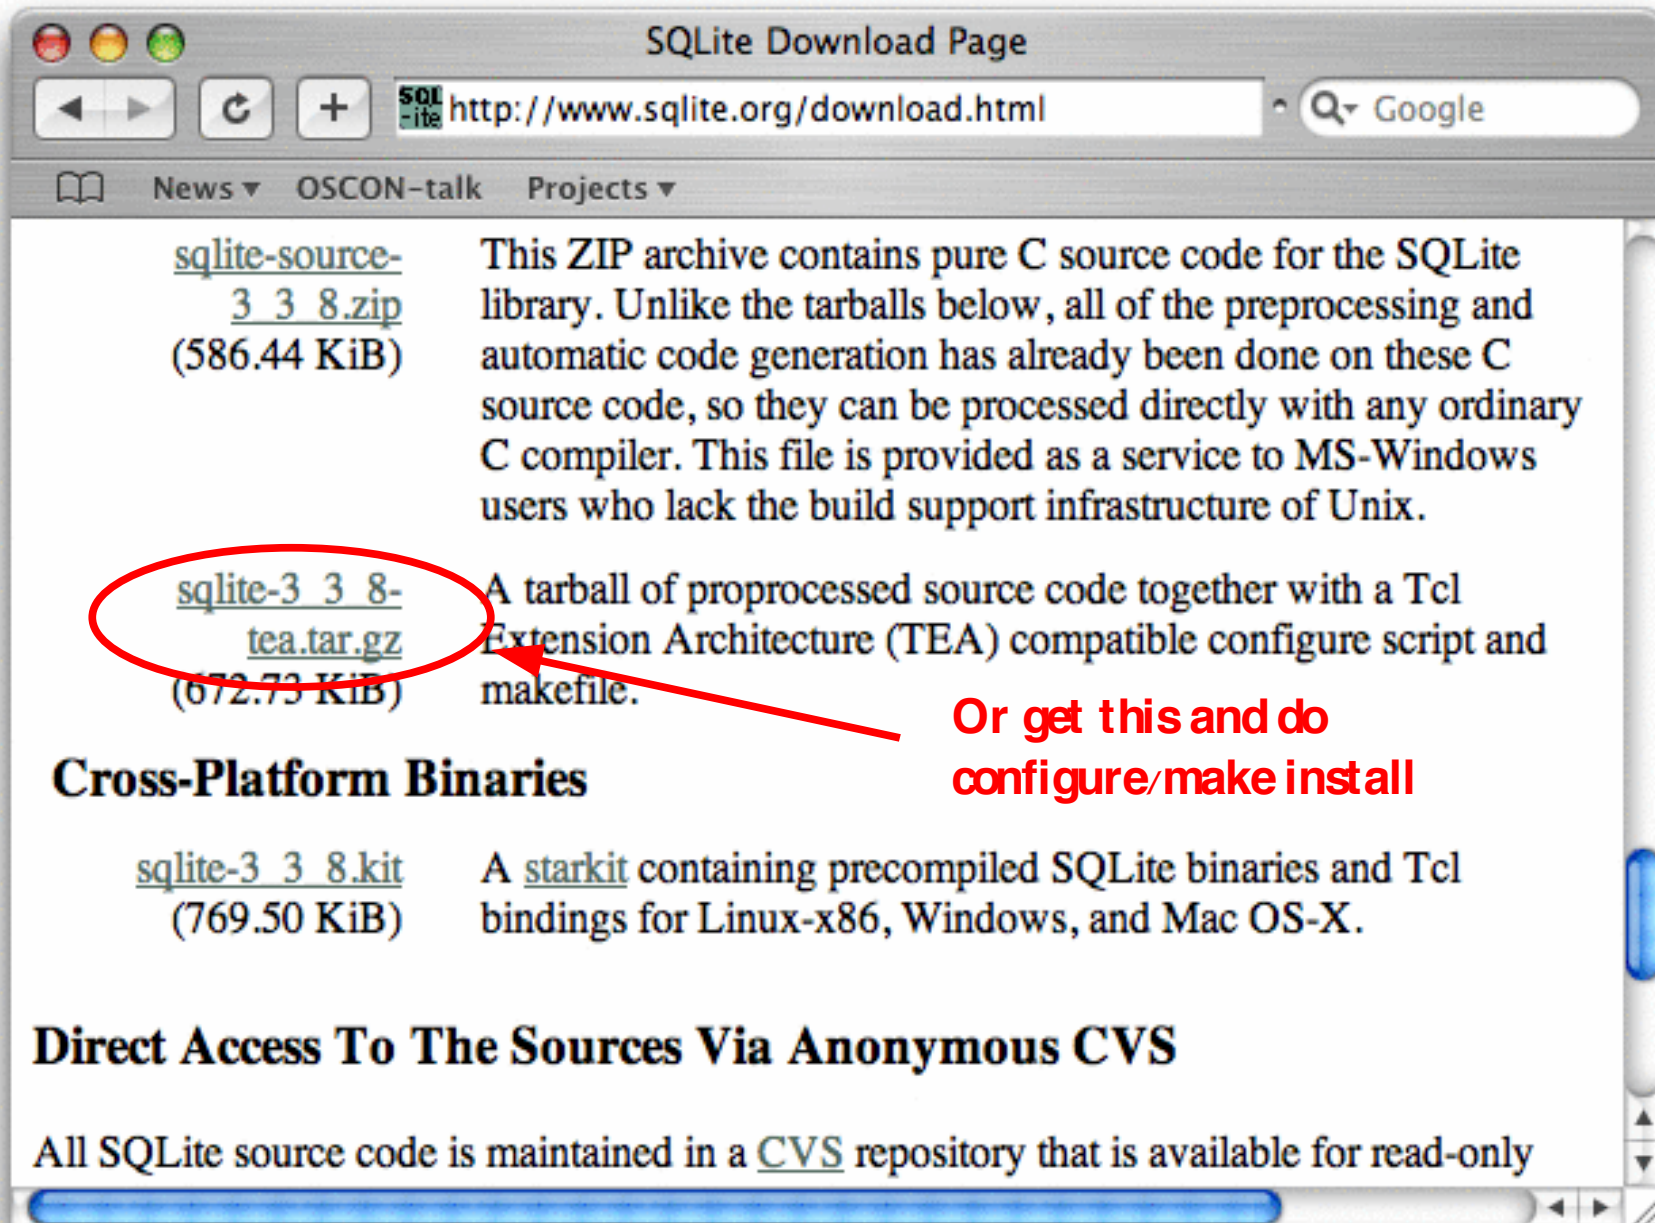 SQLite Download Page
SQL
-ite
http://www.sqlite.org/download.html
Google
News
OSCON-talk
Projects
sqlite-source-
3_3_8.zip
(586.44 KiB)
This ZIP archive contains pure C source code for the SQLite
library. Unlike the tarballs below, all of the preprocessing and
automatic code generation has already been done on these C
source code, so they can be processed directly with any ordinary
C compiler. This file is provided as a service to MS-Windows
users who lack the build support infrastructure of Unix.
sqlite-3_3_8-
tea.tar.gz
(672.73 KiB)
A tarball of proprocessed source code together with a Tcl
Extension Architecture (TEA) compatible configure script and
makefile.
Or get this and do
configure/make install
Cross-Platform Binaries
sqlite-3_3_8.kit
(769.50 KiB)
A starkit containing precompiled SQLite binaries and Tcl
bindings for Linux-x86, Windows, and Mac OS-X.
Direct Access To The Sources Via Anonymous CVS
All SQLite source code is maintained in a CVS repository that is available for read-only